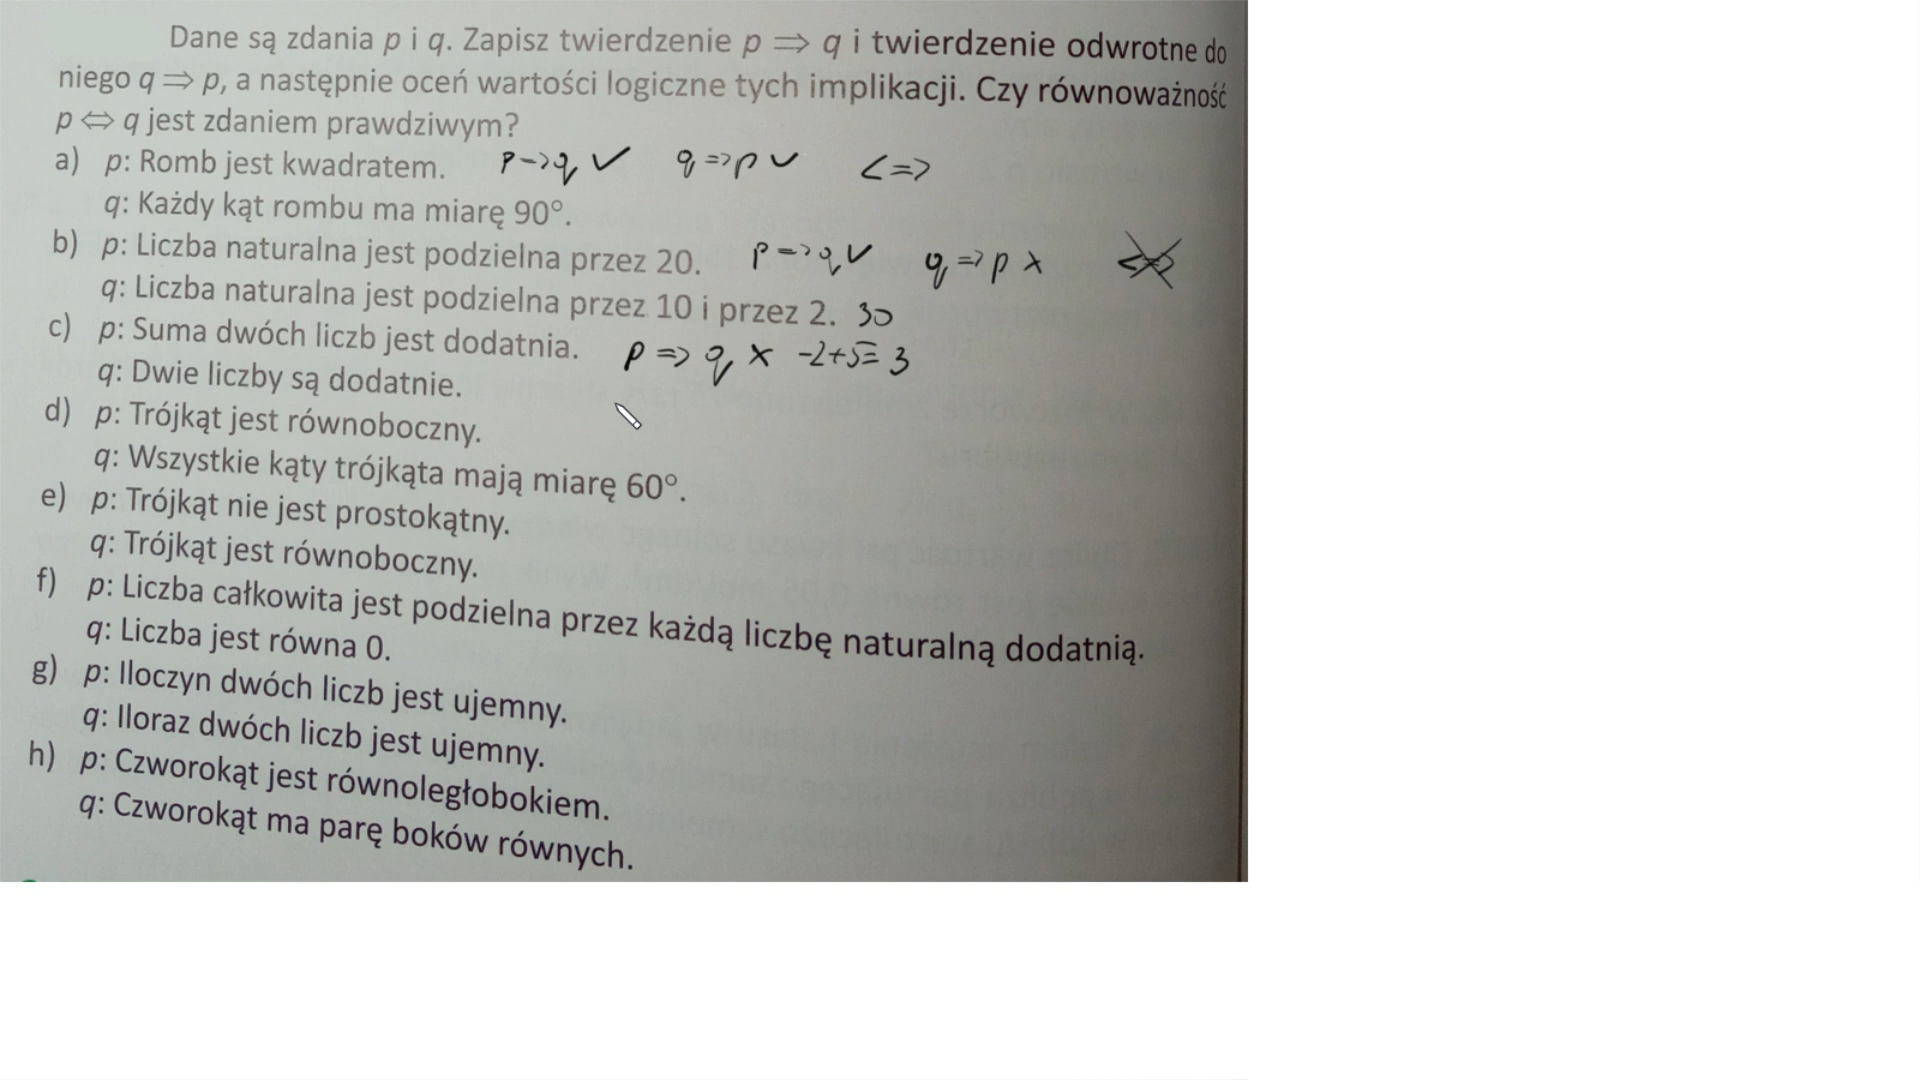 Dane są zdania p i q. Zapisz twierdzenie p ⇒ q i twierdzenie odwrotne do
niego q ⇒ p, a następnie oceń wartości logiczne tych implikacji. Czy równoważność
p ⇔ q jest zdaniem prawdziwym?
a) p: Romb jest kwadratem. p=>q ✓ q=>p ✓ <=>
q: Każdy kąt rombu ma miarę 90°.
b) p: Liczba naturalna jest podzielna przez 20. p=>q ✓ q=>p x <=>
q: Liczba naturalna jest podzielna przez 10 i przez 2. 30
c) p: Suma dwóch liczb jest dodatnia. p=>q x -2+5=3
q: Dwie liczby są dodatnie.
d) p: Trójkąt jest równoboczny.
q: Wszystkie kąty trójkąta mają miarę 60°.
e) p: Trójkąt nie jest prostokątny.
q: Trójkąt jest równoboczny.
f) p: Liczba całkowita jest podzielna przez każdą liczbę naturalną dodatnią.
q: Liczba jest równa 0.
g) p: Iloczyn dwóch liczb jest ujemny.
q: Iloraz dwóch liczb jest ujemny.
h) p: Czworokąt jest równoległobokiem.
q: Czworokąt ma parę boków równych.